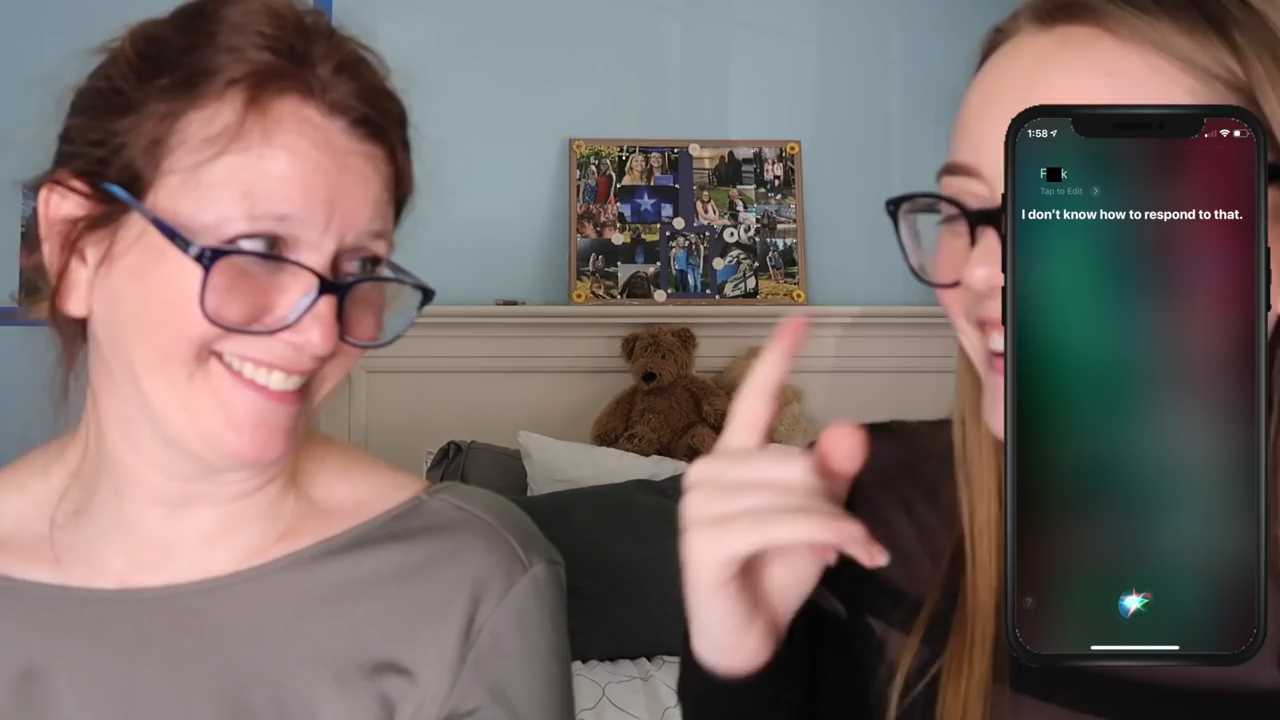 1:58
F■k
Tap to Edit
I don't know how to respond to that.
?